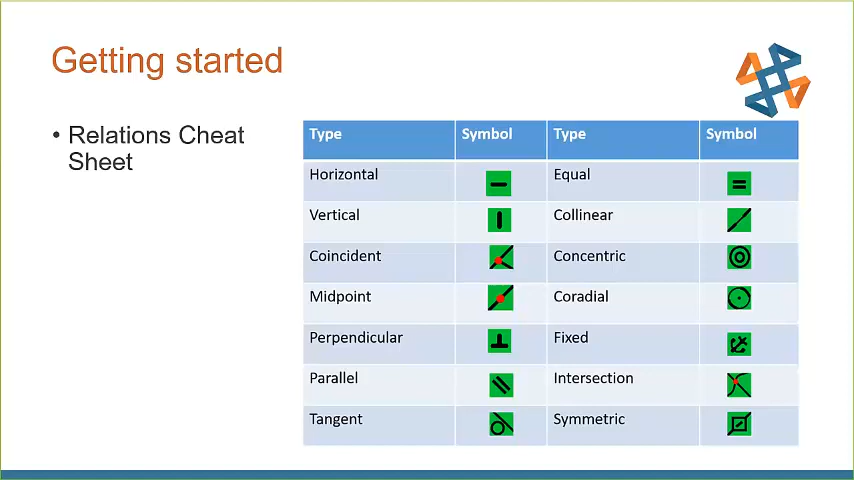 Getting started
• Relations Cheat
Sheet
Type Symbol Type Symbol
Horizontal Equal
Vertical Collinear
Coincident Concentric
Midpoint Coradial
Perpendicular Fixed
Parallel Intersection
Tangent Symmetric